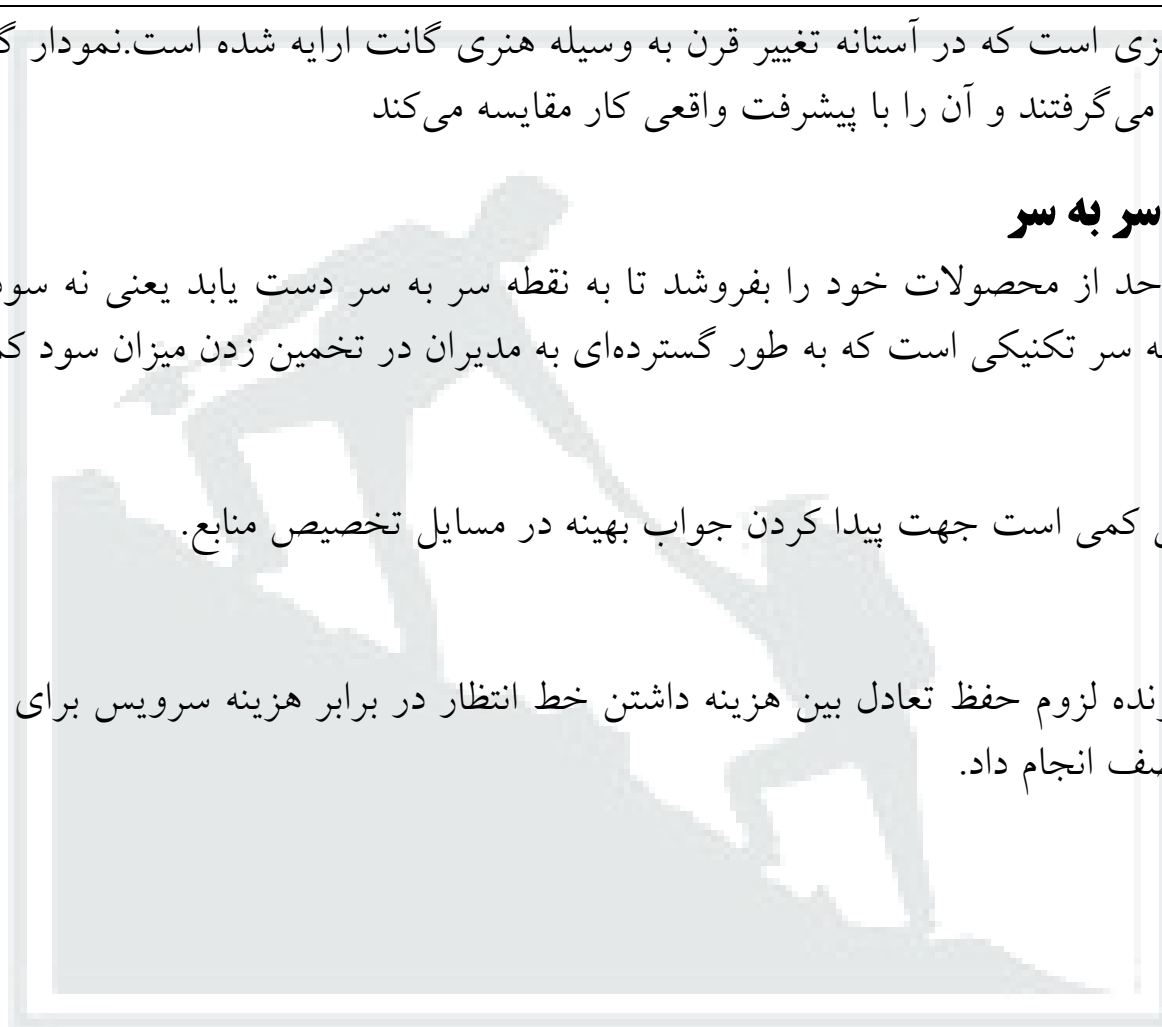 است که در آستانه تغییر قرن به وسیله هنری گانت ارایه شده است.نمودار
می‌گرفتند و آن را با پیشرفت واقعی کار مقایسه می‌کند
سر به سر
حد از محصولات خود را بفروشد تا به نقطه سر به سر دست یابد یعنی نه سود
سر تکنیکی است که به طور گسترده‌ای به مدیران در تخمین زدن میزان سود
کمی است جهت پیدا کردن جواب بهینه در مسایل تخصیص منابع.
لزوم حفظ تعادل بین هزینه داشتن خط انتظار در برابر هزینه سرویس برای
صف انجام داد.